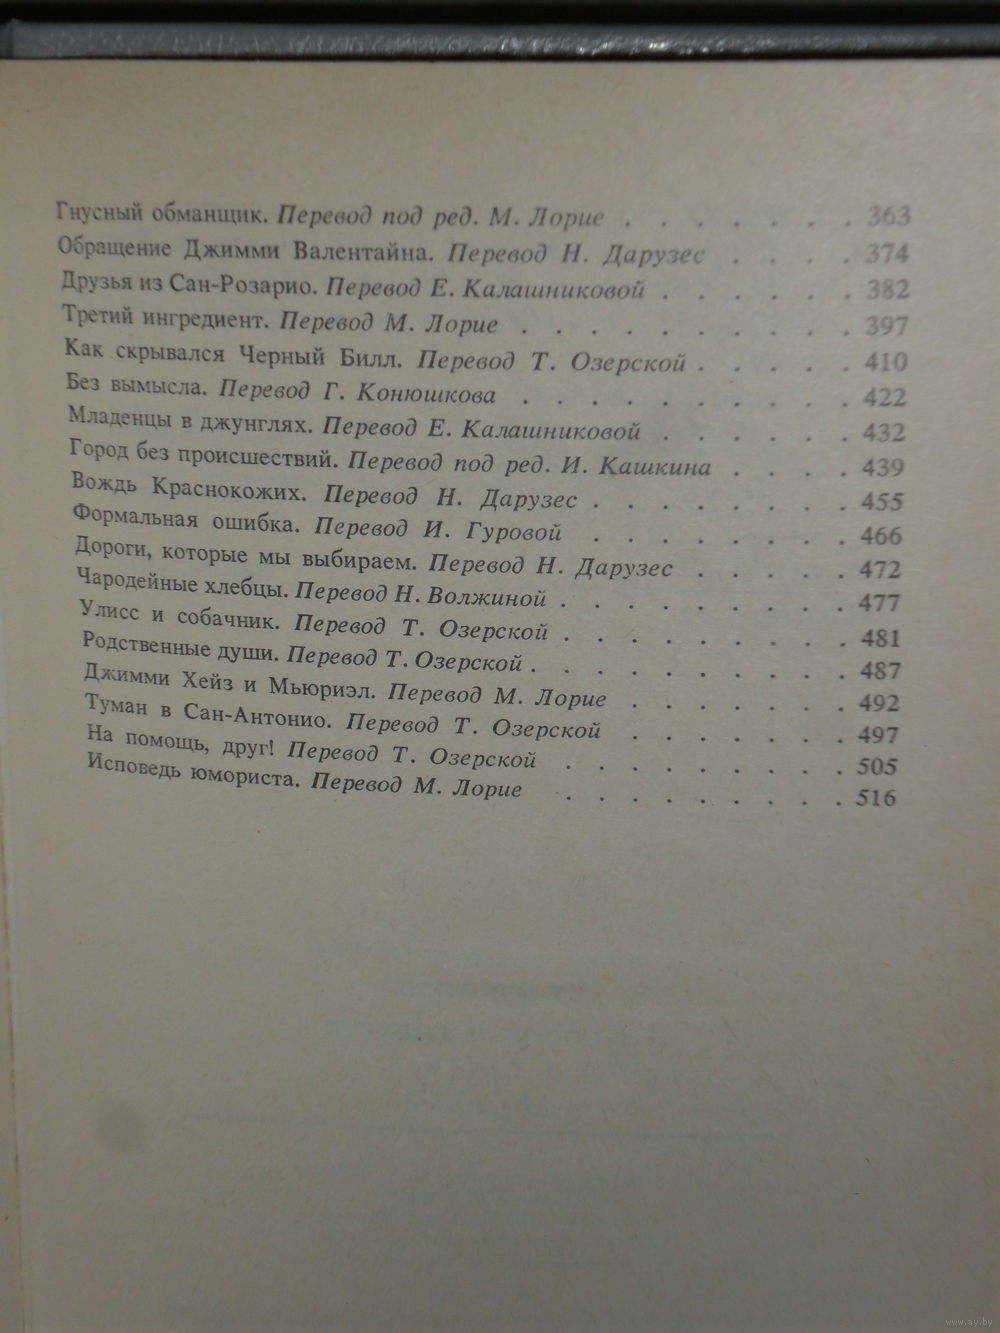 Гнусный обманщик. Перевод под ред. М. Лорие . . . . . . . 363
Обращение Джимми Валентайна. Перевод Н. Дарузес . . . . 374
Друзья из Сан-Розарио. Перевод Е. Калашниковой . . . . . . 382
Третий ингредиент. Перевод М. Лорие . . . . . . . . . . 397
Как скрывался Черный Билл. Перевод Т. Озерской . . . . . 410
Без вымысла. Перевод Г. Конюшкова . . . . . . . . . . 422
Младенцы в джунглях. Перевод Е. Калашниковой . . . . . . 432
Город без происшествий. Перевод под ред. И. Кашкина . . . . 439
Вождь Краснокожих. Перевод Н. Дарузес . . . . . . . . 455
Формальная ошибка. Перевод И. Гуровой . . . . . . . . 466
Дороги, которые мы выбираем. Перевод Н. Дарузес . . . . . 472
Чародейные хлебцы. Перевод Н. Волжиной . . . . . . . . . 477
Улисс и собачник. Перевод Т. Озерской . . . . . . . . . 481
Родственные души. Перевод Т. Озерской . . . . . . . . . . 487
Джимми Хейз и Мьюриэл. Перевод М. Лорие . . . . . . . . 492
Туман в Сан-Антонио. Перевод Т. Озерской . . . . . . . 497
На помощь, друг! Перевод Т. Озерской . . . . . . . . . 505
Исповедь юмориста. Перевод М. Лорие . . . . . . . . . 516
www.ay.by